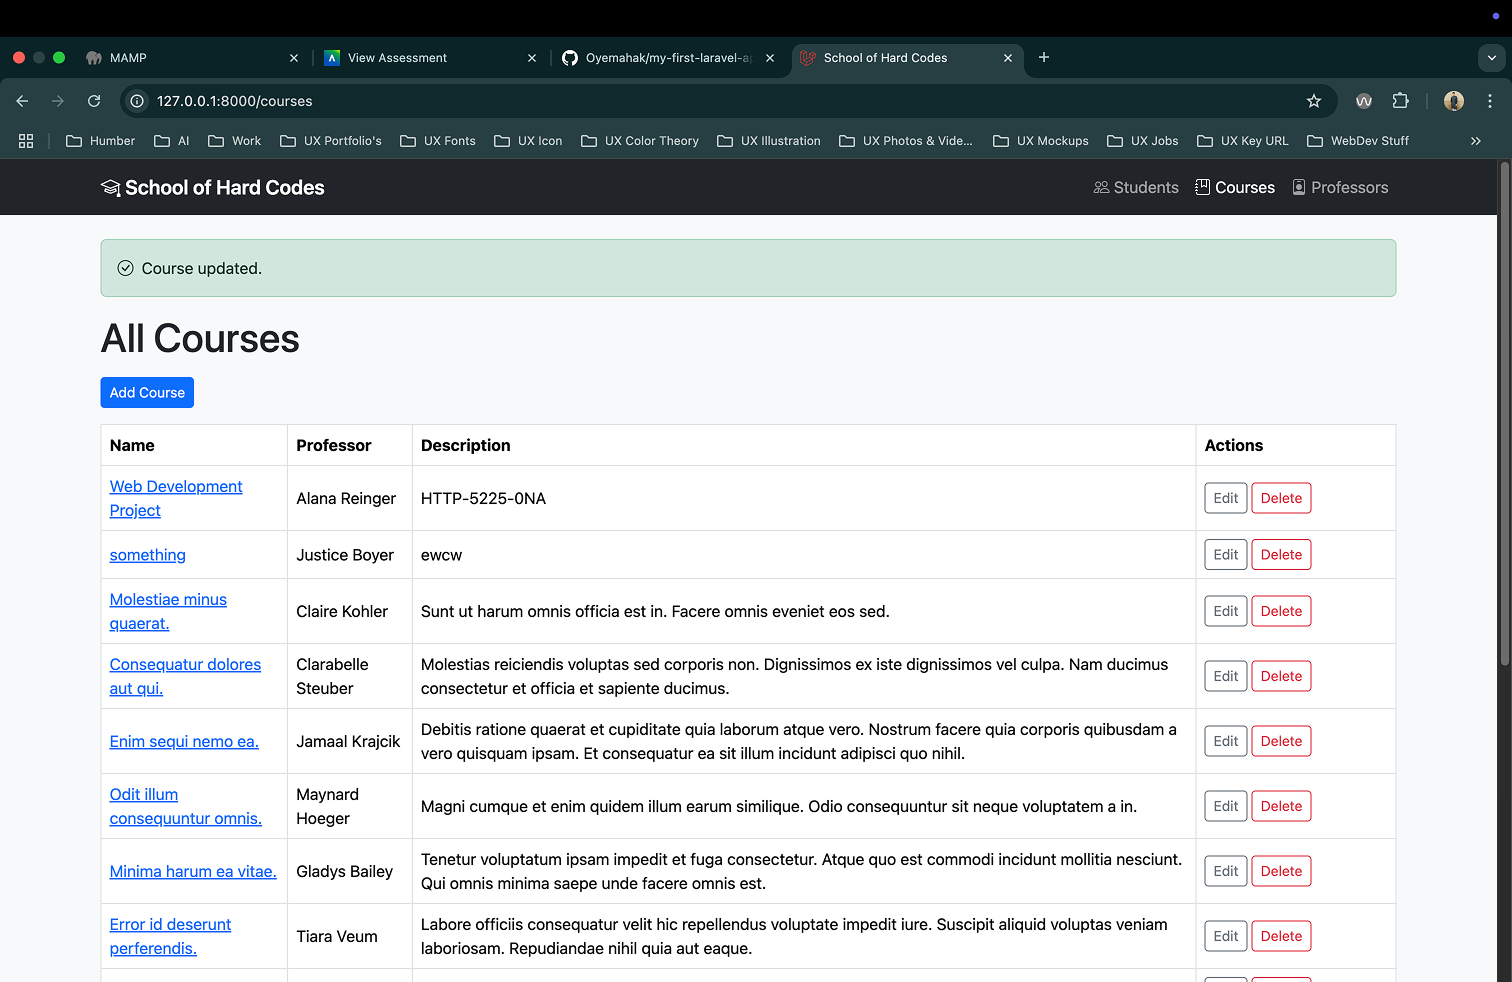 MAMP
View Assessment
Oyemahak/my-first-laravel-ap
School of Hard Codes
127.0.0.1:8000/courses
Humber
AI
Work
UX Portfolio's
UX Fonts
UX Icon
UX Color Theory
UX Illustration
UX Photos & Vide...
UX Mockups
UX Jobs
UX Key URL
WebDev Stuff
School of Hard Codes
Students
Courses
Professors
Course updated.
All Courses
Add Course
Name Professor Description Actions
Web Development
Project
Alana Reinger
HTTP-5225-0NA
Edit Delete
something
Justice Boyer
ewcw
Edit Delete
Molestiae minus
quaerat.
Claire Kohler
Sunt ut harum omnis officia est in. Facere omnis eveniet eos sed.
Edit Delete
Consequatur dolores
aut qui.
Clarabelle
Steuber
Molestias reiciendis voluptas sed corporis non. Dignissimos ex iste dignissimos vel culpa. Nam ducimus
consectetur et officia et sapiente ducimus.
Edit Delete
Enim sequi nemo ea.
Jamaal Krajcik
Debitis ratione quaerat et cupiditate quia laborum atque vero. Nostrum facere quia corporis quibusdam a
vero quisquam ipsam. Et consequatur ea sit illum incidunt adipisci quo nihil.
Edit Delete
Odit illum
consequuntur omnis.
Maynard
Hoeger
Magni cumque et enim quidem illum earum similique. Odio consequuntur sit neque voluptatem a in.
Edit Delete
Minima harum ea vitae.
Gladys Bailey
Tenetur voluptatum ipsam impedit et fuga consectetur. Atque quo est commodi incidunt mollitia nesciunt.
Qui omnis minima saepe unde facere omnis est.
Edit Delete
Error id deserunt
perferendis.
Tiara Veum
Labore officiis consequatur velit hic repellendus voluptate impedit iure. Suscipit aliquid voluptas veniam
laboriosam. Repudiandae nihil quia aut eaque.
Edit Delete